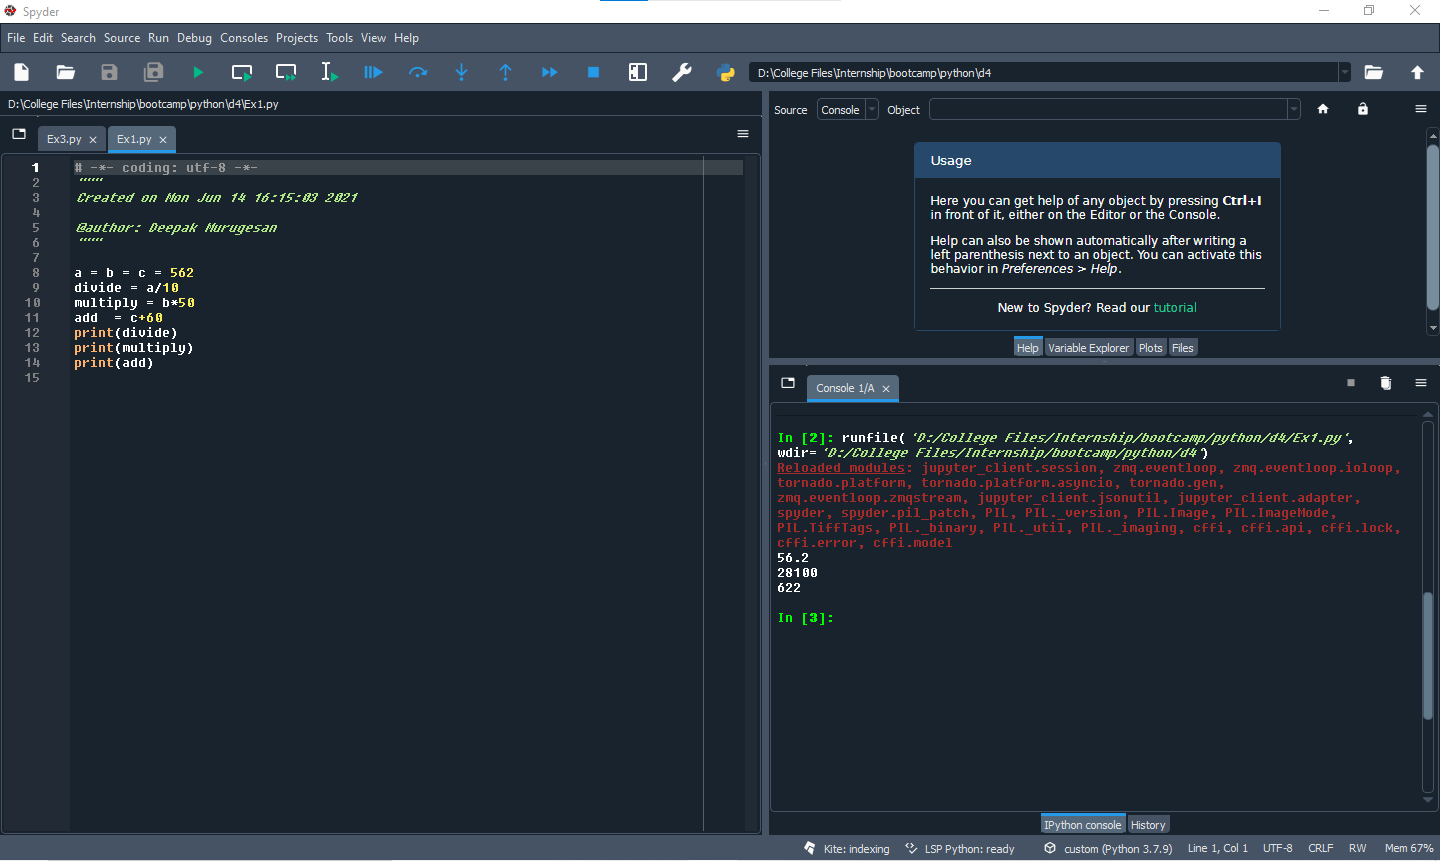 Spyder
File Edit Search Source Run Debug Consoles Projects Tools View Help
D:\College Files\Internship\bootcamp\python\d4
D:\College Files\Internship\bootcamp\python\d4\Ex1.py
Ex3.py Ex1.py
1 # -*- coding: utf-8 -*-
2 """
3 Created on Mon Jun 14 16:15:03 2021
4
5 @author: Deepak Murugesan
6 """
7
8 a = b = c = 562
9 divide = a/10
10 multiply = b*50
11 add  = c+60
12 print(divide)
13 print(multiply)
14 print(add)
15
Source Console Object
Usage
Here you can get help of any object by pressing Ctrl+I
in front of it, either on the Editor or the Console.
Help can also be shown automatically after writing a
left parenthesis next to an object. You can activate this
behavior in Preferences > Help.
New to Spyder? Read our tutorial
Help Variable Explorer Plots Files
Console 1/A
In [2]: runfile('D:/College Files/Internship/bootcamp/python/d4/Ex1.py',
wdir='D:/College Files/Internship/bootcamp/python/d4')
Reloaded modules: jupyter_client.session, zmq.eventloop, zmq.eventloop.ioloop,
tornado.platform, tornado.platform.asyncio, tornado.gen,
zmq.eventloop.zmqstream, jupyter_client.jsonutil, jupyter_client.adapter,
spyder, spyder.pil_patch, PIL, PIL._version, PIL.Image, PIL.ImageMode,
PIL.TiffTags, PIL._binary, PIL._util, PIL._imaging, cffi, cffi.api, cffi.lock,
cffi.error, cffi.model
56.2
28100
622
In [3]:
IPython console History
Kite: indexing LSP Python: ready custom (Python 3.7.9) Line 1, Col 1 UTF-8 CRLF RW Mem 67%